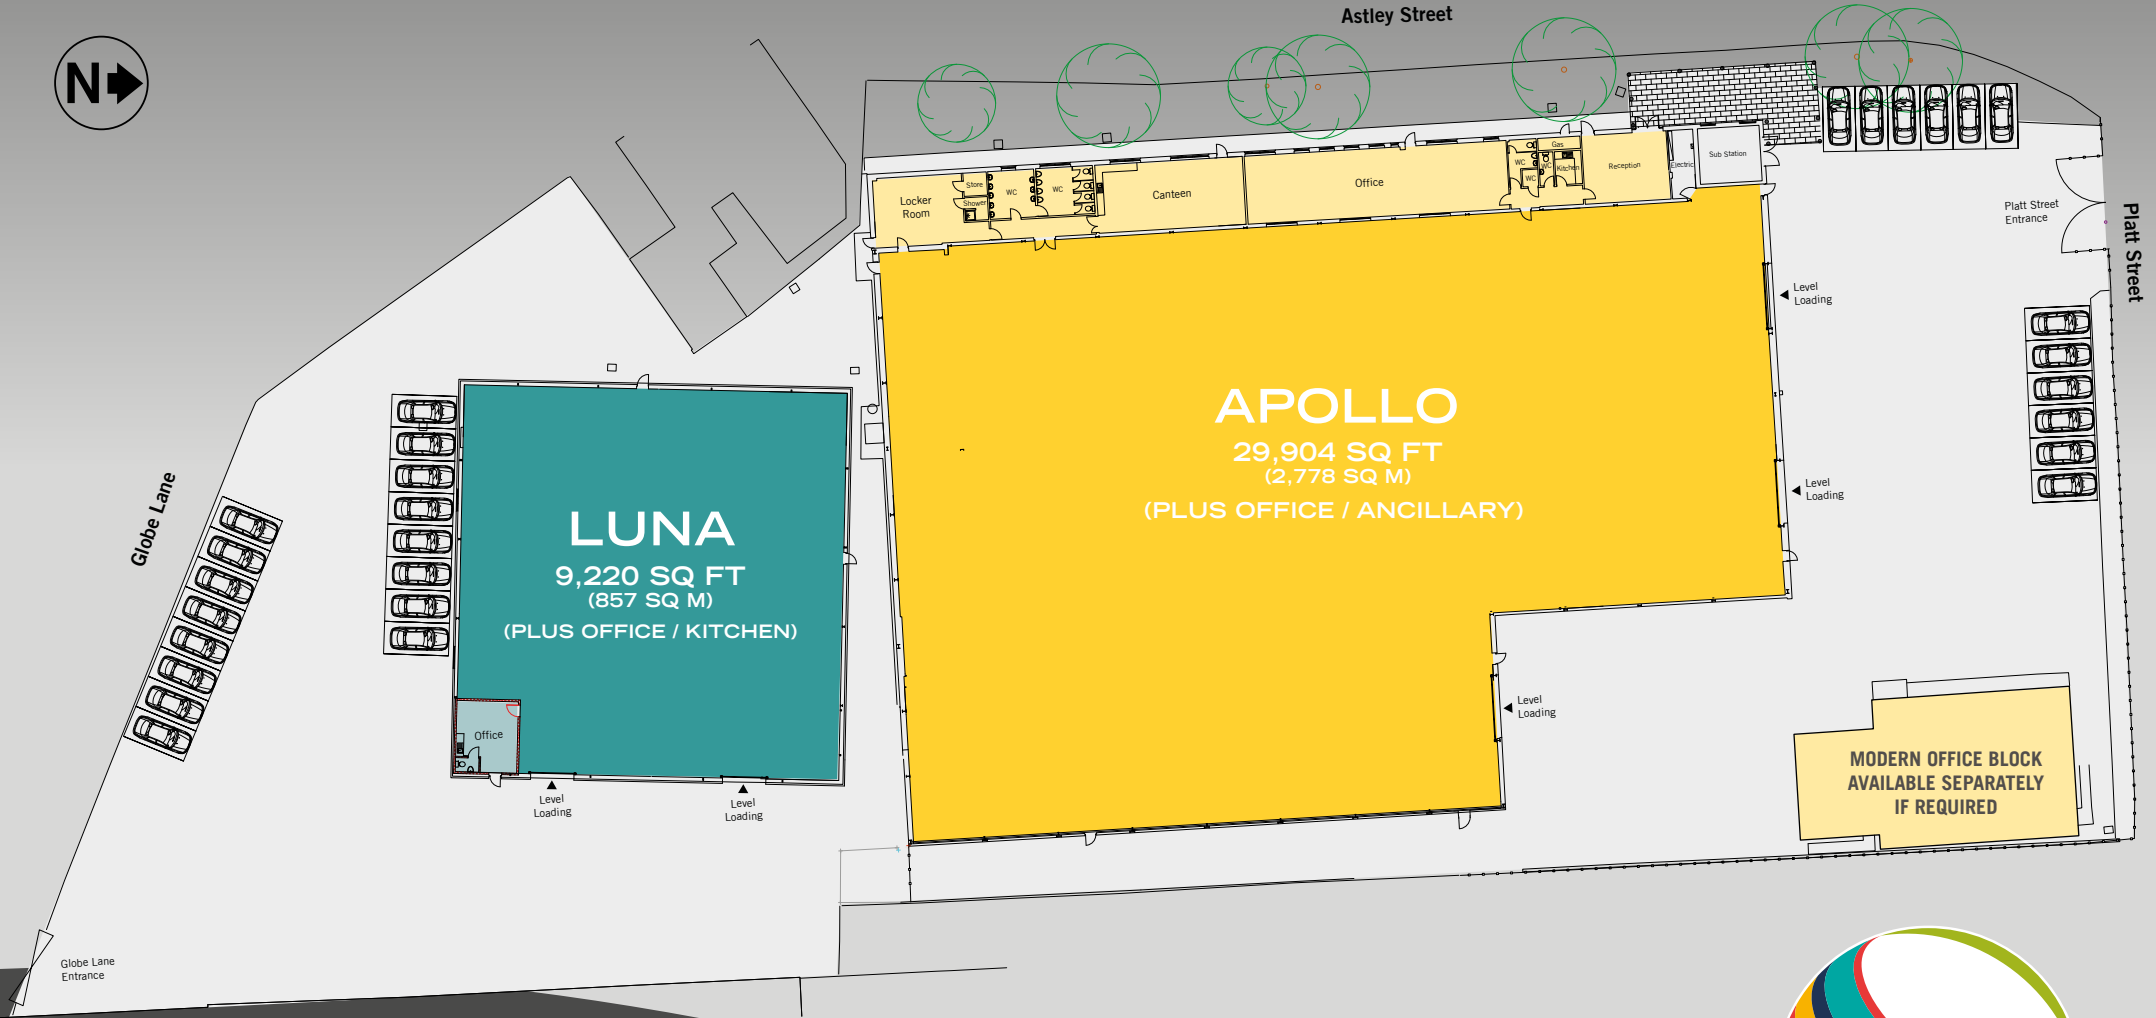 Astley Street
N
Gas
WC
WC
Kitchen
WC
Electric
Sub Station
Reception
Store
WC
WC
Shower
Locker
Room
Canteen
Office
Platt Street
Entrance
Platt Street
Level
Loading
APOLLO
29,904 SQ FT
(2,778 SQ M)
(PLUS OFFICE / ANCILLARY)
Level
Loading
Globe Lane
LUNA
9,220 SQ FT
(857 SQ M)
(PLUS OFFICE / KITCHEN)
Level
Loading
Office
MODERN OFFICE BLOCK
AVAILABLE SEPARATELY
IF REQUIRED
Level
Loading
Level
Loading
Globe Lane
Entrance